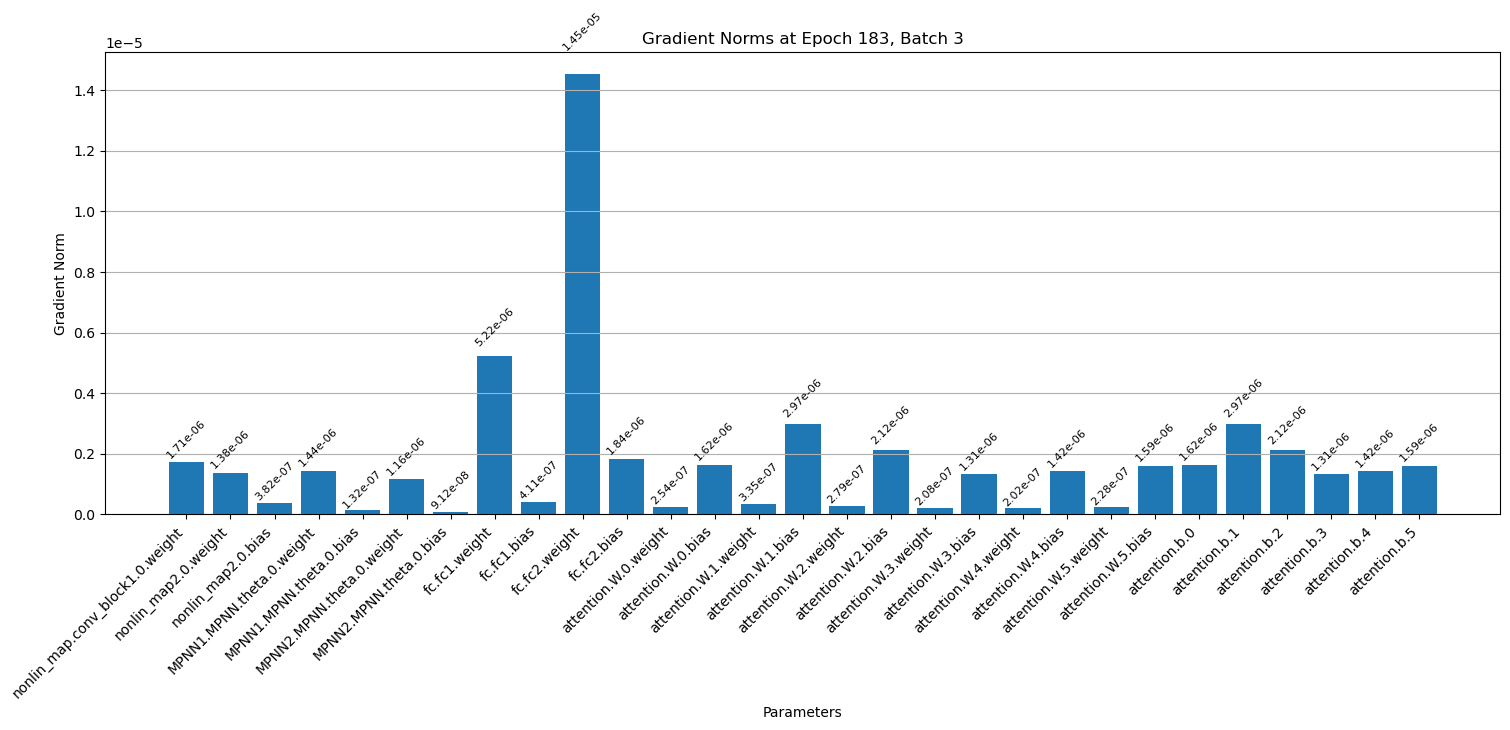 Gradient Norms at Epoch 183, Batch 3
1e−5
1.4
1.2
1.0
0.8
0.6
0.4
0.2
0.0
Gradient Norm
1.71e-06
1.38e-06
3.82e-07
1.44e-06
1.32e-07
1.16e-06
9.12e-08
5.22e-06
4.11e-07
1.45e-05
1.84e-06
2.54e-07
1.62e-06
3.35e-07
2.97e-06
2.79e-07
2.12e-06
2.08e-07
1.31e-06
2.02e-07
1.42e-06
2.28e-07
1.59e-06
1.62e-06
2.97e-06
2.12e-06
1.31e-06
1.42e-06
1.59e-06
nonlin_map.conv_block1.0.weight
nonlin_map2.0.weight
nonlin_map2.0.bias
MPNN1.MPNN.theta.0.weight
MPNN1.MPNN.theta.0.bias
MPNN2.MPNN.theta.0.weight
MPNN2.MPNN.theta.0.bias
fc.fc1.weight
fc.fc1.bias
fc.fc2.weight
fc.fc2.bias
attention.W.0.weight
attention.W.0.bias
attention.W.1.weight
attention.W.1.bias
attention.W.2.weight
attention.W.2.bias
attention.W.3.weight
attention.W.3.bias
attention.W.4.weight
attention.W.4.bias
attention.W.5.weight
attention.W.5.bias
attention.b.0
attention.b.1
attention.b.2
attention.b.3
attention.b.4
attention.b.5
Parameters